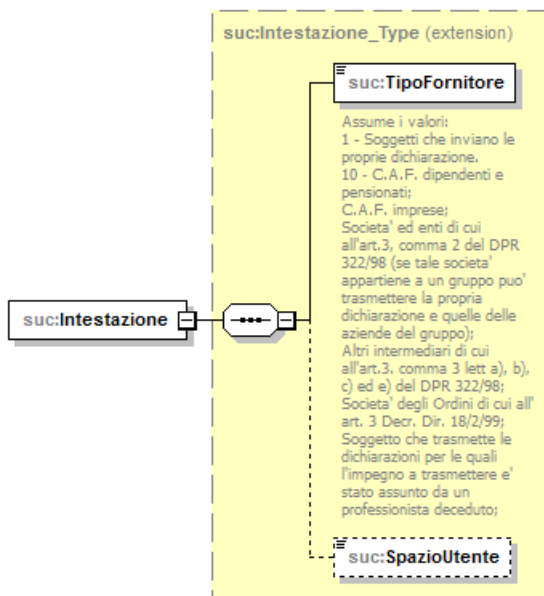 suc:Intestazione_Type (extension)
suc:TipoFornitore
Assume i valori:
1 - Soggetti che inviano le
proprie dichiarazione.
10 - C.A.F. dipendenti e
pensionati;
C.A.F. imprese;
Societa' ed enti di cui
all'art.3, comma 2 del DPR
322/98 (se tale societa'
appartiene a un gruppo puo'
trasmettere la propria
dichiarazione e quelle delle
aziende del gruppo);
Altri intermediari di cui
all'art.3. comma 3 lett a), b),
c) ed e) del DPR 322/98;
Societa' degli Ordini di cui all'
art. 3 Decr. Dir. 18/2/99;
Soggetto che trasmette le
dichiarazioni per le quali
l'impegno a trasmettere e'
stato assunto da un
professionista deceduto;
suc:Intestazione
suc:SpazioUtente